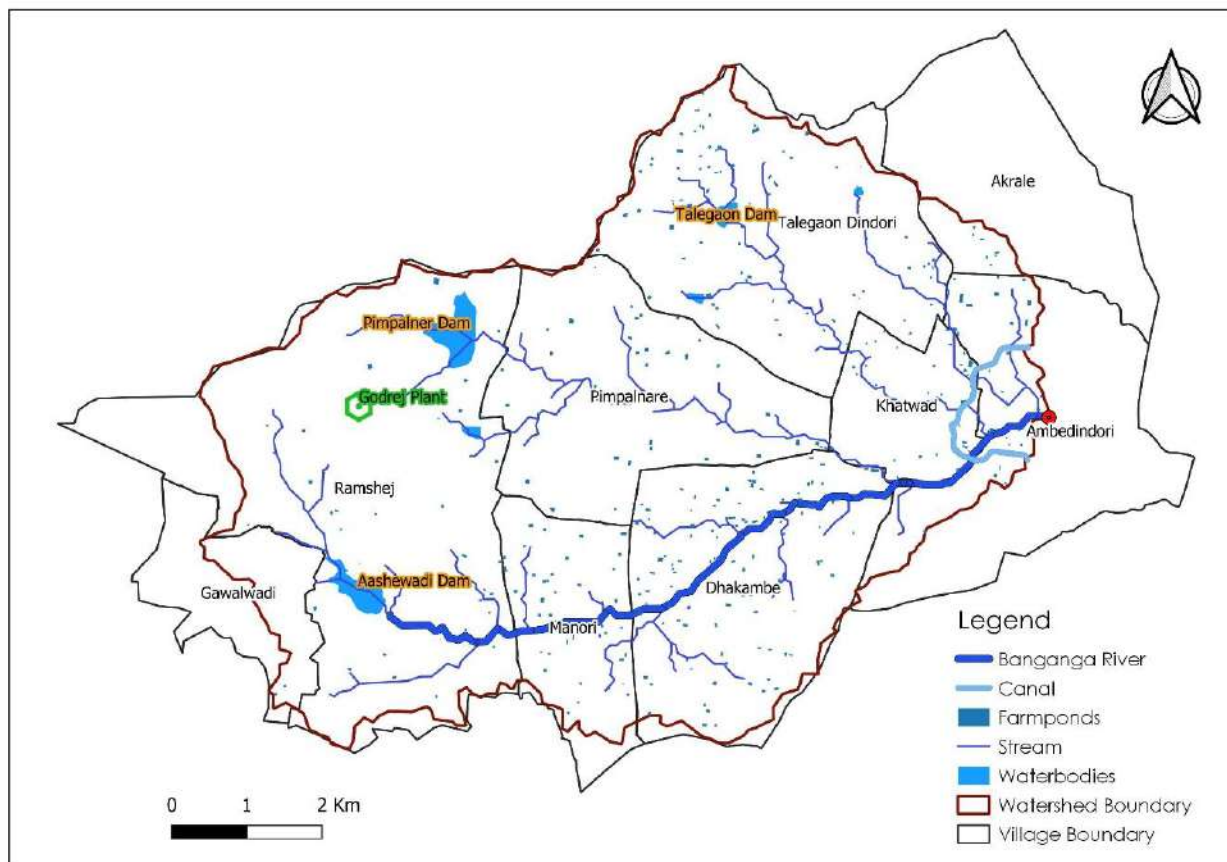 Akrale
Talegaon Dam
Talegaon Dindori
Pimpalner Dam
Godrej Plant
Pimpalnare
Khatwad
Ambedindori
Ramshej
Aashewadi Dam
Gawalwadi
Dhakambe
Manori
Legend
Banganga River
Canal
Farmponds
Stream
Waterbodies
Watershed Boundary
Village Boundary
0 1 2 Km